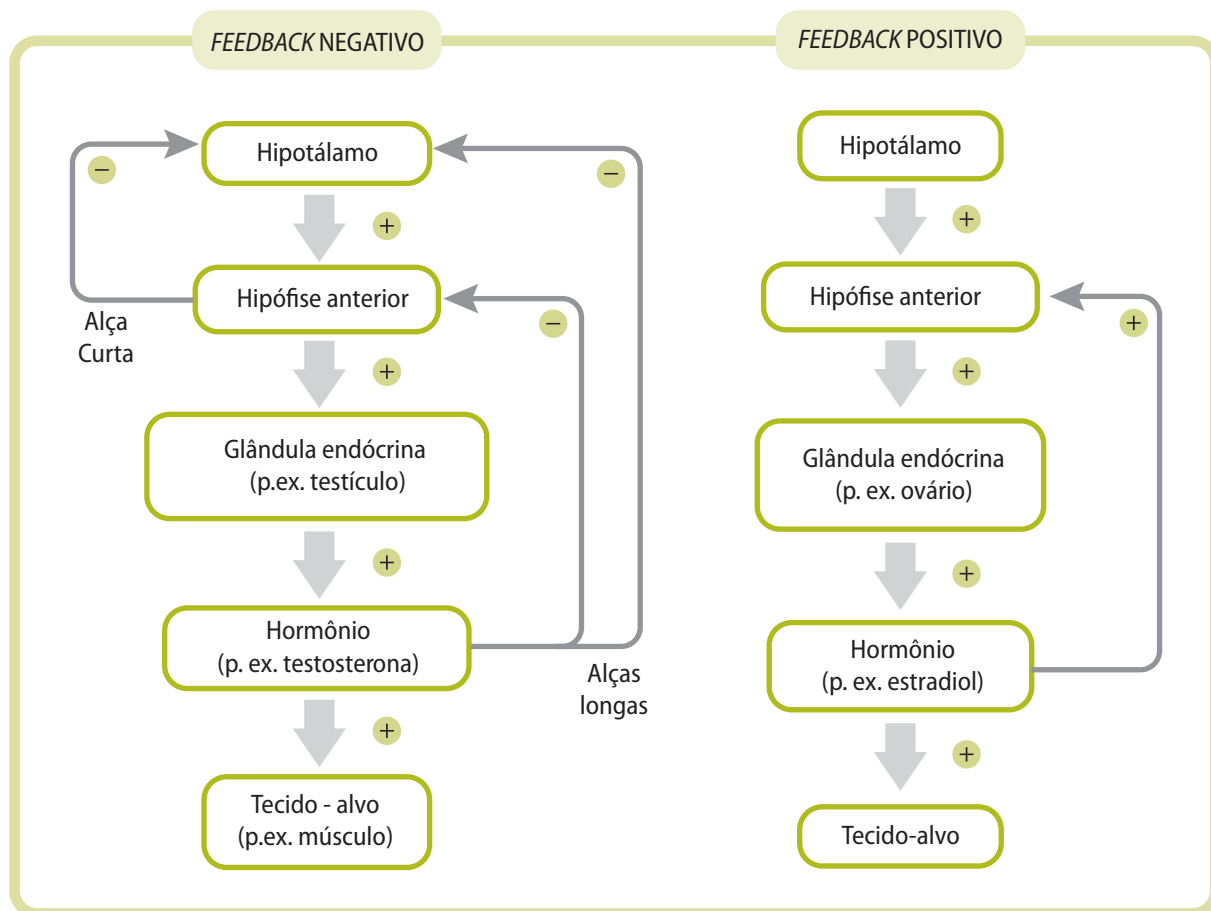 FEEDBACK NEGATIVO
Hipotálamo
−
−
+
Hipófise anterior
−
Alça
Curta
+
Glândula endócrina
(p.ex. testículo)
+
Hormônio
(p. ex. testosterona)
Alças
longas
+
Tecido - alvo
(p.ex. músculo)
FEEDBACK POSITIVO
Hipotálamo
+
Hipófise anterior
+
+
Glândula endócrina
(p. ex. ovário)
+
Hormônio
(p. ex. estradiol)
+
Tecido-alvo